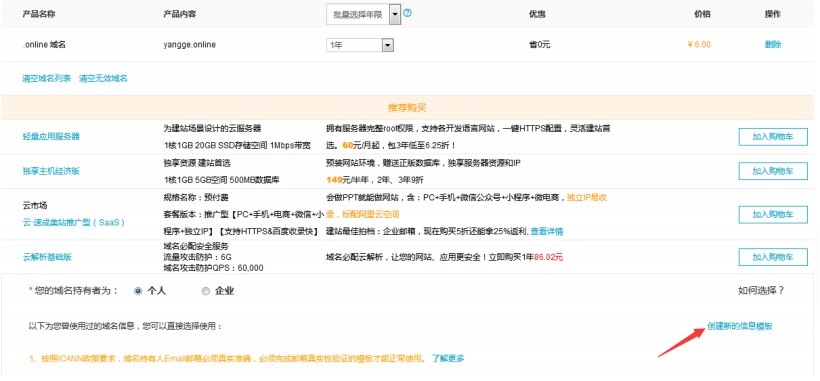 产品名称 产品内容 批量选择年限 优惠 价格 操作
.online 域名 yangge.online 1年 省0元 ¥ 6.00 删除
清空域名列表 清空无效域名
推荐购买
轻量应用服务器
为建站场景设计的云服务器
1核1GB 20GB SSD存储空间 1Mbps带宽
拥有服务器完整root权限，支持各开发语言网站，一键HTTPS配置，灵活建站首
选。60元/月起，包3年低至6.25折！
加入购物车
独享主机经济版
独享资源 建站首选
1核1GB 5GB空间 500MB数据库
预装网站环境，赠送正版数据库，独享服务器资源和IP
149元/半年，2年、3年9折
加入购物车
云市场
云·速成美站推广型（SaaS）
规格名称：预付费
套餐版本：推广型【PC+手机+电商+微信+小
程序+独立IP】【支持HTTPS&百度收录快】
会做PPT就能做网站，含：PC+手机+微信公众号+小程序+微电商，独立IP易收
录，标配阿里云空间
建站最佳拍档：企业邮箱，现在购买5折还能拿25%返利, 查看详情
加入购物车
云解析基础版
域名必配安全服务
流量攻击防护：6G
域名攻击防护QPS：60,000
域名必配云解析，让您的网站、应用更安全！立即购买1年86.02元
加入购物车
* 您的域名持有者为： 个人 企业 如何选择？
以下为您曾使用过的域名信息，您可以直接选择使用： 创建新的信息模板
1、按照ICANN政策要求，域名持有人Email邮箱必须真实准确，必须完成邮箱真实性验证的模板才能正常使用。 了解更多